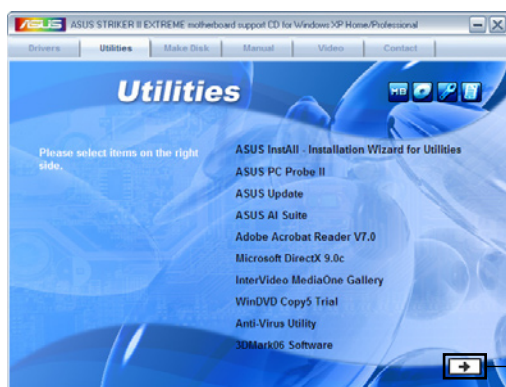 ASUS
ASUS STRIKER II EXTREME motherboard support CD for Windows XP Home/Professional
Drivers
Utilities
Make Disk
Manual
Video
Contact
Utilities
MB
Please select items on the right
side.
ASUS InstAll - Installation Wizard for Utilities
ASUS PC Probe II
ASUS Update
ASUS AI Suite
Adobe Acrobat Reader V7.0
Microsoft DirectX 9.0c
InterVideo MediaOne Gallery
WinDVD Copy5 Trial
Anti-Virus Utility
3DMark06 Software